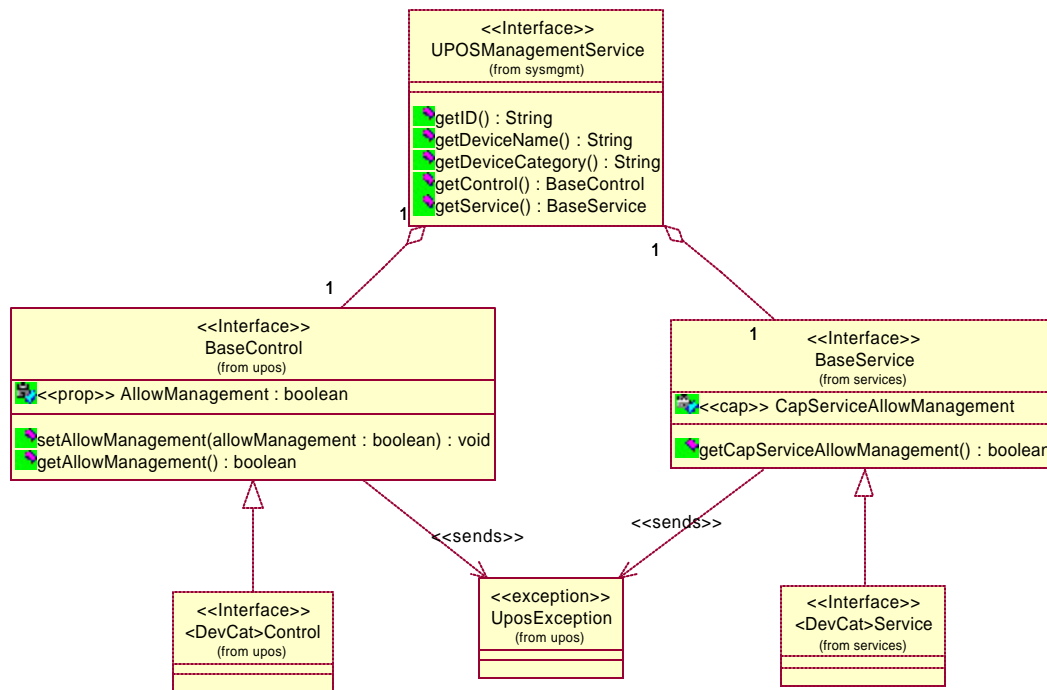 <<Interface>>
UPOSManagementService
(from sysmgmt)
getID() : String
getDeviceName() : String
getDeviceCategory() : String
getControl() : BaseControl
getService() : BaseService
1
1
1
1
<<Interface>>
BaseControl
(from upos)
<<prop>> AllowManagement : boolean
setAllowManagement(allowManagement : boolean) : void
getAllowManagement() : boolean
<<Interface>>
BaseService
(from services)
<<cap>> CapServiceAllowManagement
getCapServiceAllowManagement() : boolean
<<sends>>
<<sends>>
<<Interface>>
<DevCat>Control
(from upos)
<<exception>>
UposException
(from upos)
<<Interface>>
<DevCat>Service
(from services)